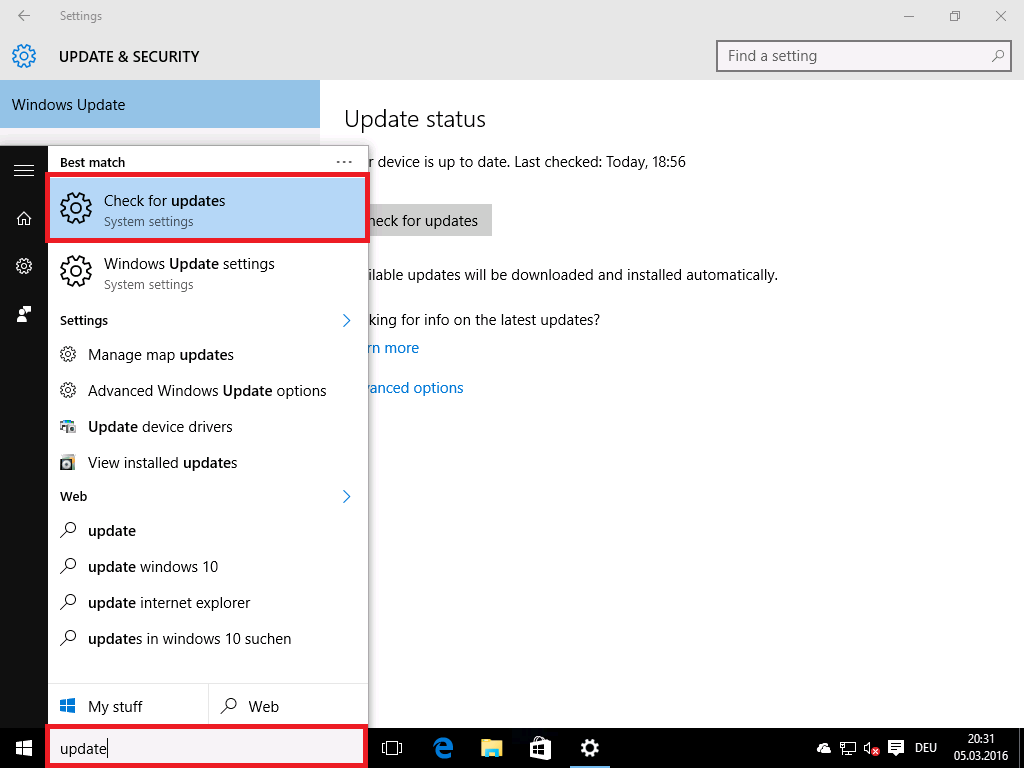 Settings
UPDATE & SECURITY
Find a setting
Windows Update
Update status
r device is up to date. Last checked: Today, 18:56
heck for updates
ilable updates will be downloaded and installed automatically.
king for info on the latest updates?
rn more
vanced options
Best match
Check for updates
System settings
Windows Update settings
System settings
Settings
Manage map updates
Advanced Windows Update options
Update device drivers
View installed updates
Web
update
update windows 10
update internet explorer
updates in windows 10 suchen
My stuff
Web
update
DEU
20:31
05.03.2016